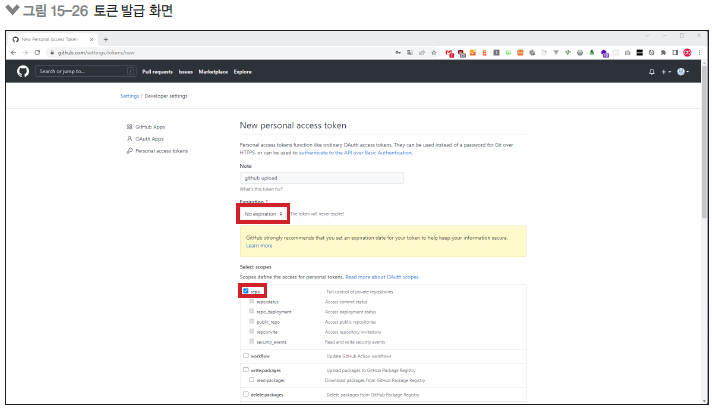 그림 15-26 토큰 발급 화면
New Personal Access Token
github.com/settings/tokens/new
Search or jump to...
/
Pull requests Issues Marketplace Explore
Settings / Developer settings
GitHub Apps
OAuth Apps
Personal access tokens
New personal access token
Personal access tokens function like ordinary OAuth access tokens. They can be used instead of a password for Git over
HTTPS, or can be used to authenticate to the API over Basic Authentication.
Note
github upload
What's this token for?
Expiration *
No expiration
The token will never expire!
GitHub strongly recommends that you set an expiration date for your token to help keep your information secure.
Learn more
Select scopes
Scopes define the access for personal tokens. Read more about OAuth scopes.
repo Full control of private repositories
repo:status Access commit status
repo_deployment Access deployment status
public_repo Access public repositories
repo:invite Access repository invitations
security_events Read and write security events
workflow Update GitHub Action workflows
write:packages Upload packages to GitHub Package Registry
read:packages Download packages from GitHub Package Registry
delete:packages Delete packages from GitHub Package Registry